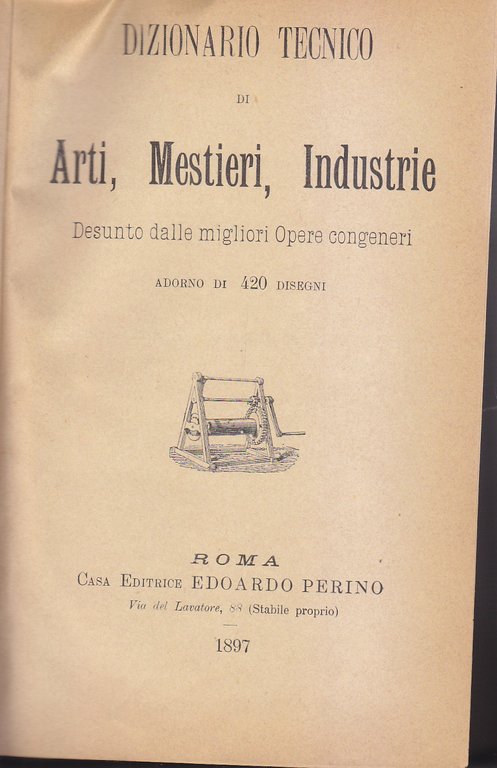 DIZIONARIO TECNICO
DI
Arti, Mestieri, Industrie
Desunto dalle migliori Opere congeneri
ADORNO DI 420 DISEGNI
ROMA
CASA EDITRICE EDOARDO PERINO
Via del Lavatore, 88 (Stabile proprio)
1897